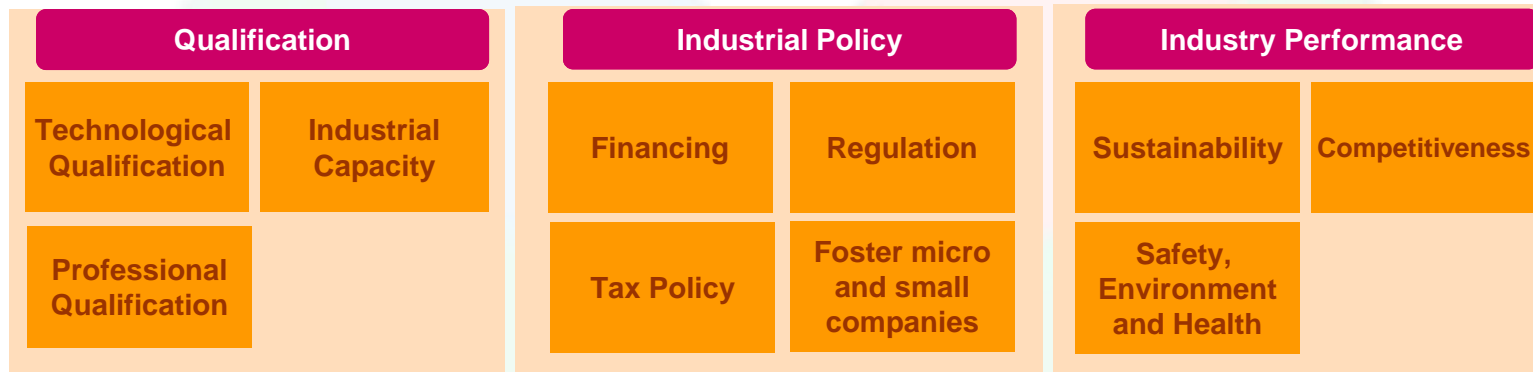 Qualification
Technological
Qualification
Industrial
Capacity
Professional
Qualification
Industrial Policy
Financing
Regulation
Tax Policy
Foster micro
and small
companies
Industry Performance
Sustainability
Competitiveness
Safety,
Environment
and Health